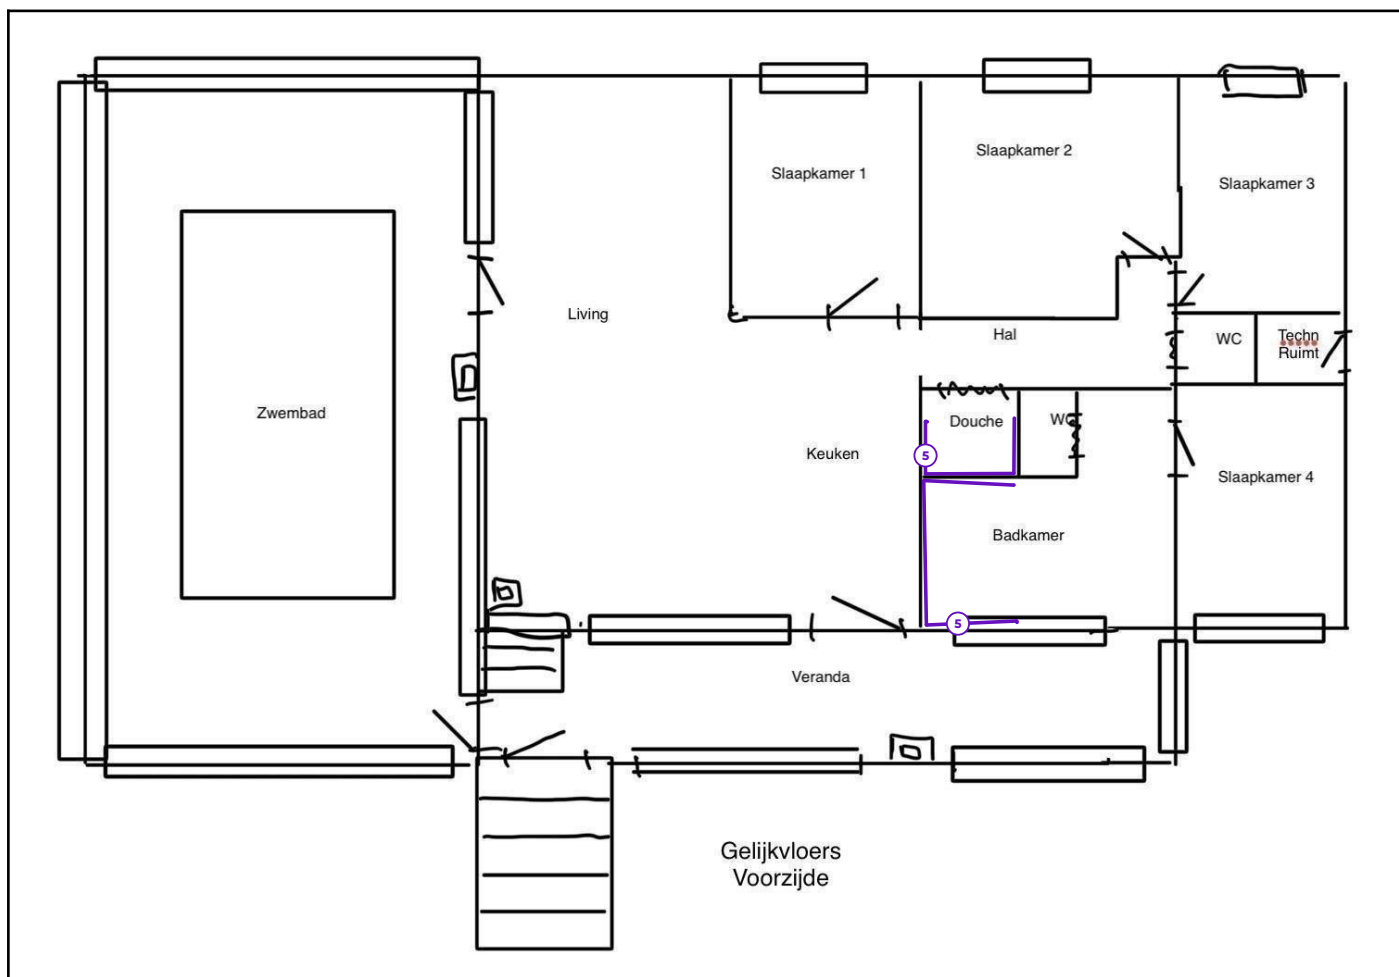 Slaapkamer 1
Slaapkamer 2
Slaapkamer 3
Living
Hal
WC
Techn
Ruimt
Zwembad
Keuken
Douche
WC
5
Slaapkamer 4
Badkamer
5
Veranda
Gelijkvloers
Voorzijde